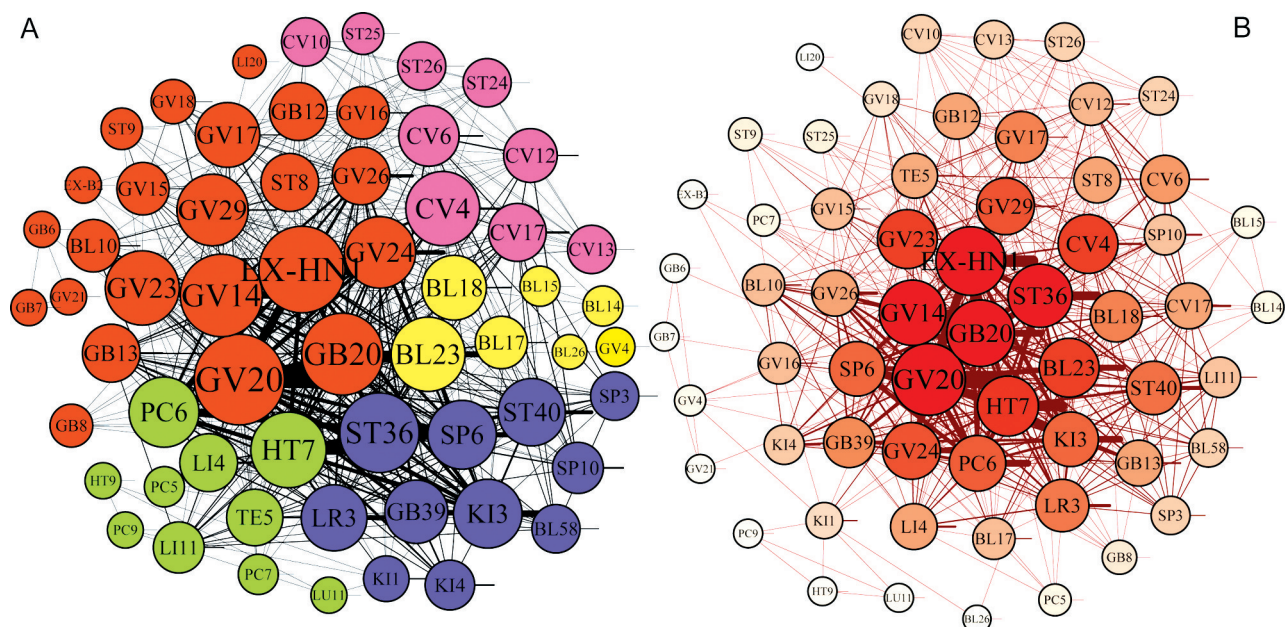 A
CV10
ST25
LI20
ST26
ST24
GV18
GB12
GV16
ST9
GV17
CV6
CV12
EX-B2
GV15
ST8
GV26
GV29
CV4
GB6
BL10
CV17
CV13
EX-HN1
GV24
GV23
GV14
BL18
BL15
GB7
GV21
BL14
GB13
GB20
BL23
BL17
BL26
GV4
GV20
SP3
PC6
ST36
SP6
ST40
GB8
HT7
LI4
SP10
HT9
PC5
PC9
TE5
LR3
GB39
KI3
BL58
LI11
PC7
LU11
KI1
KI4
B
CV10
CV13
ST26
LI20
GV18
GB12
CV12
ST24
ST9
ST25
GV17
EX-B2
TE5
ST8
CV6
PC7
GV15
GV29
GV23
CV4
SP10
BL15
GB6
BL10
GV26
EX-HN1
ST36
GV14
GB20
BL18
CV17
BL14
GB7
GV16
SP6
GV20
BL23
ST40
LI11
GV4
HT7
KI4
GB39
GV24
PC6
KI3
GB13
BL58
GV21
LR3
SP3
KI1
LI4
BL17
PC9
GB8
HT9
LU11
BL26
PC5